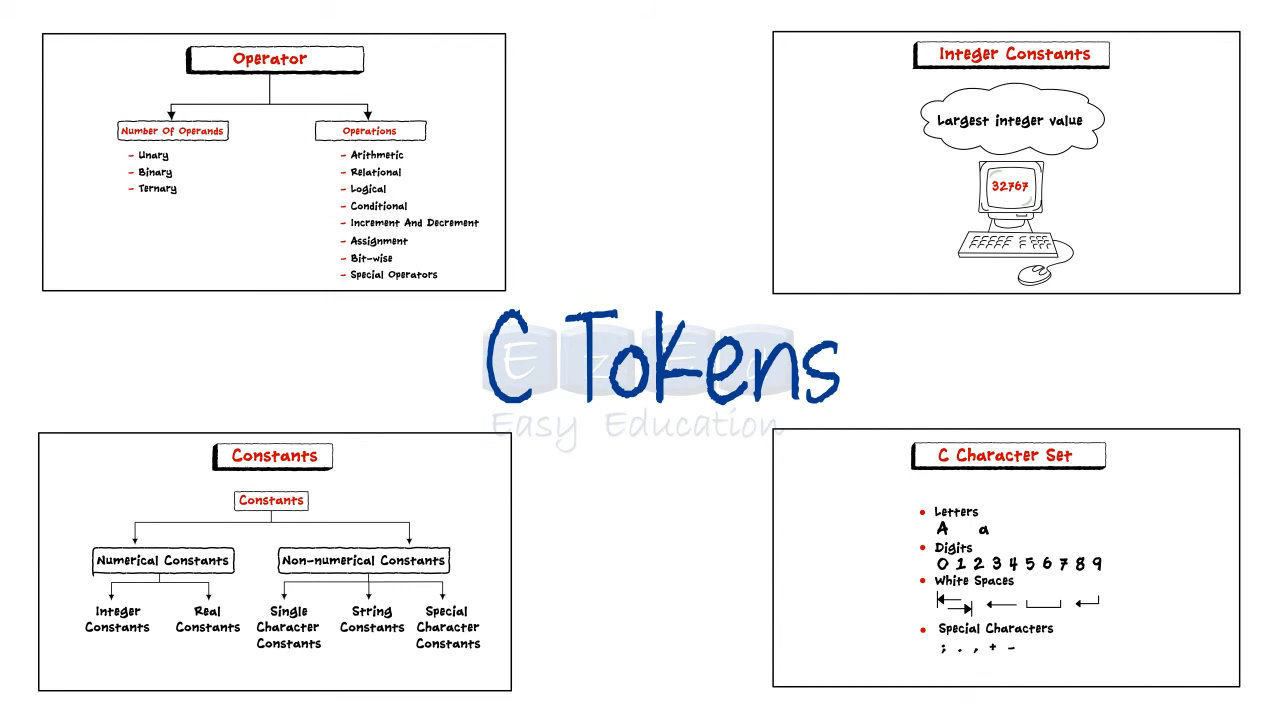 Operator
Number Of Operands
- Unary
- Binary
- Ternary
Operations
- Arithmetic
- Relational
- Logical
- Conditional
- Increment And Decrement
- Assignment
- Bit-wise
- Special Operators
Integer Constants
Largest integer value
32767
C Tokens
E z E d
Easy Education
Constants
Constants
Numerical Constants
Non-numerical Constants
Integer Constants
Real Constants
Single Character Constants
String Constants
Special Character Constants
C Character Set
• Letters
A a
• Digits
0 1 2 3 4 5 6 7 8 9
• White Spaces
• Special Characters
; . , + -